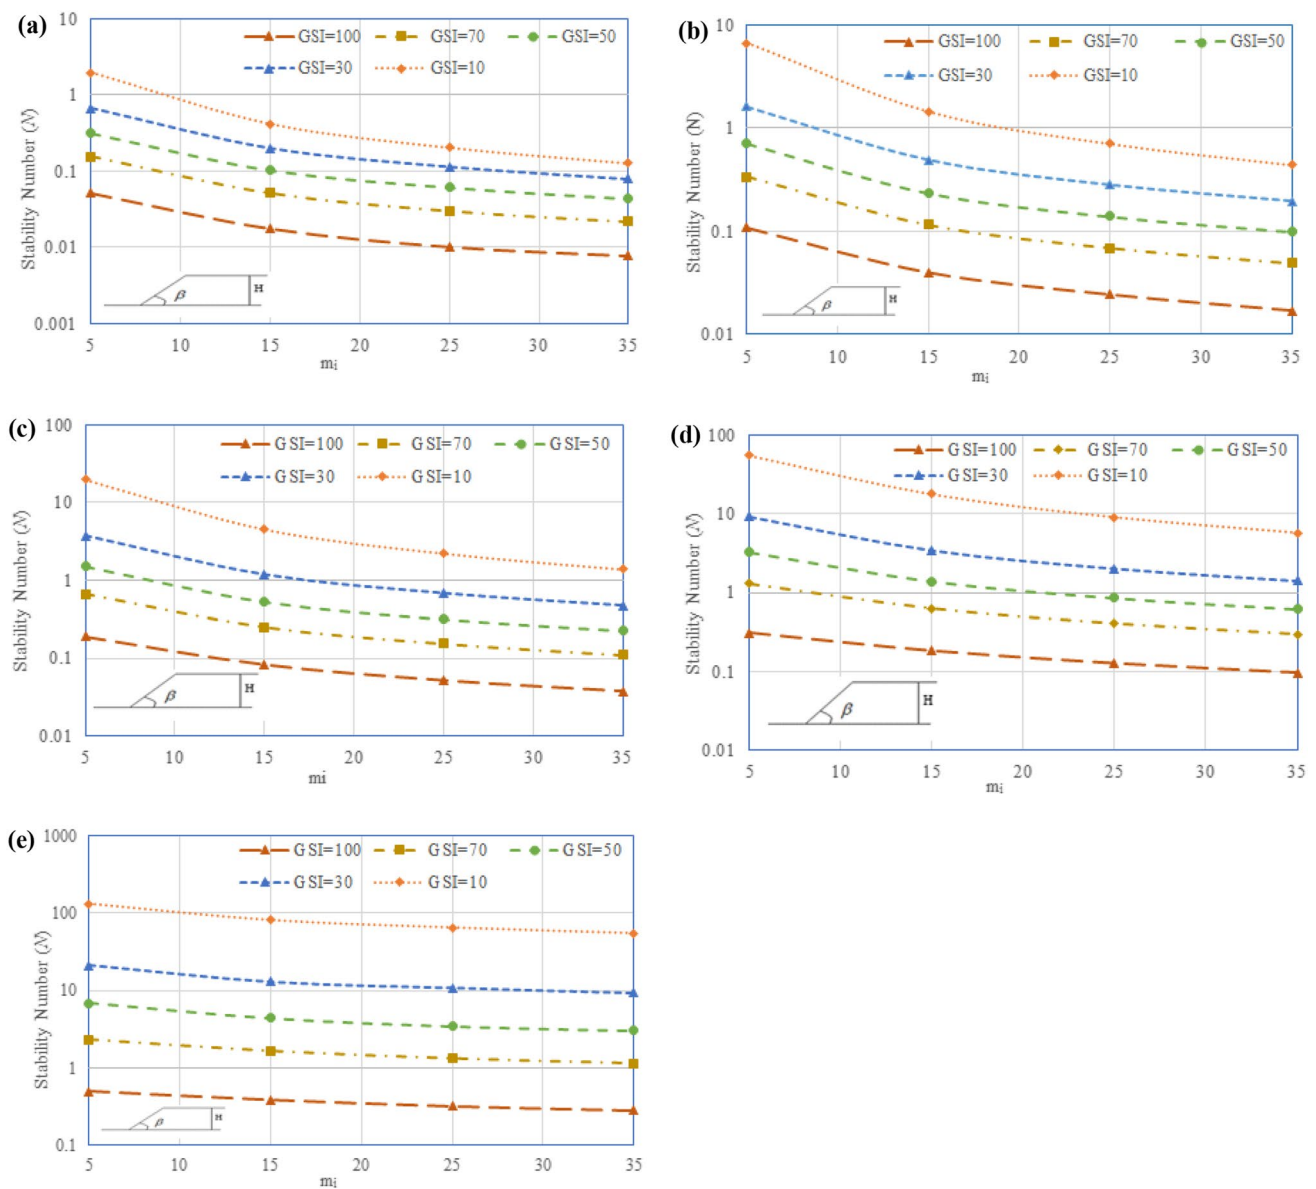 (a)
GSI=100 GSI=70 GSI=50
GSI=30 GSI=10
Stability Number (N)
10
1
0.1
0.01
0.001
β H
5 10 15 20 25 30 35
mi
(b)
GSI=100 GSI=70 GSI=50
GSI=30 GSI=10
Stability Number (N)
10
1
0.1
0.01
β H
5 10 15 20 25 30 35
mi
(c)
GSI=100 GSI=70 GSI=50
GSI=30 GSI=10
Stability Number (N)
100
10
1
0.1
0.01
β H
5 10 15 20 25 30 35
mi
(d)
GSI=100 GSI=70 GSI=50
GSI=30 GSI=10
Stability Number (N)
100
10
1
0.1
0.01
β H
5 10 15 20 25 30 35
mi
(e)
GSI=100 GSI=70 GSI=50
GSI=30 GSI=10
Stability Number (N)
1000
100
10
1
0.1
β H
5 10 15 20 25 30 35
mi